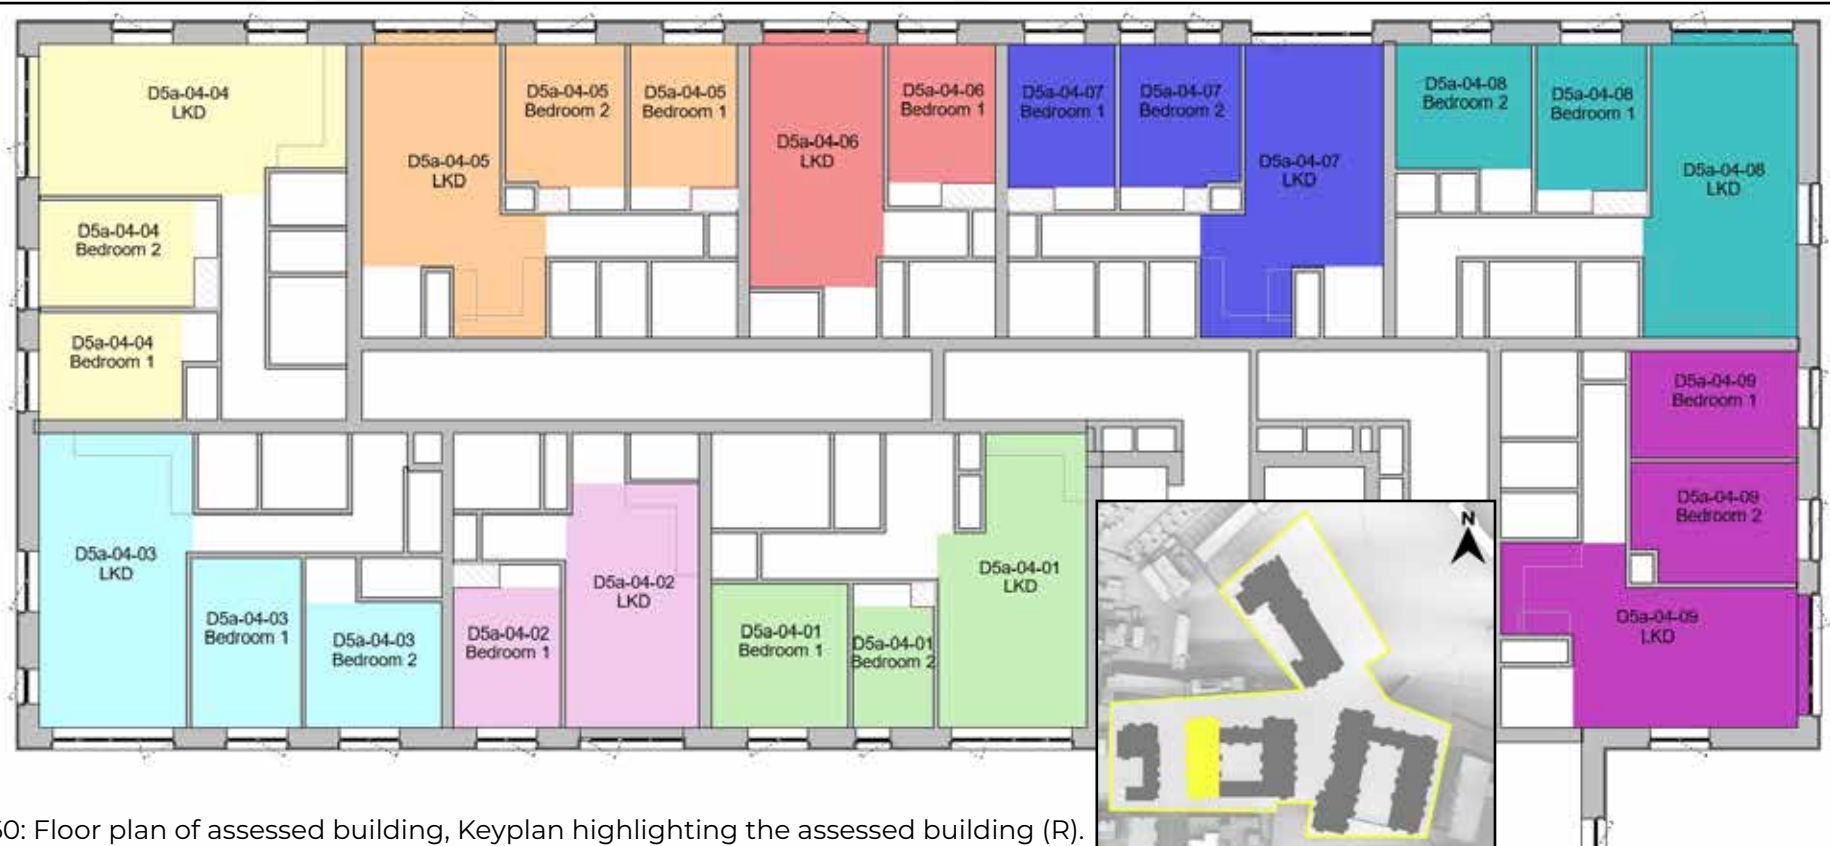 D5a-04-04
LKD
D5a-04-05
LKD
D5a-04-05
Bedroom 2
D5a-04-05
Bedroom 1
D5a-04-06
LKD
D5a-04-06
Bedroom 1
D5a-04-07
Bedroom 1
D5a-04-07
Bedroom 2
D5a-04-07
LKD
D5a-04-08
Bedroom 2
D5a-04-08
Bedroom 1
D5a-04-08
LKD
D5a-04-04
Bedroom 2
D5a-04-04
Bedroom 1
D5a-04-09
Bedroom 1
D5a-04-09
Bedroom 2
D5a-04-09
LKD
D5a-04-03
LKD
D5a-04-03
Bedroom 1
D5a-04-03
Bedroom 2
D5a-04-02
Bedroom 1
D5a-04-02
LKD
D5a-04-01
Bedroom 1
D5a-04-01
Bedroom 2
D5a-04-01
LKD
N
0: Floor plan of assessed building, Keyplan highlighting the assessed building (R).